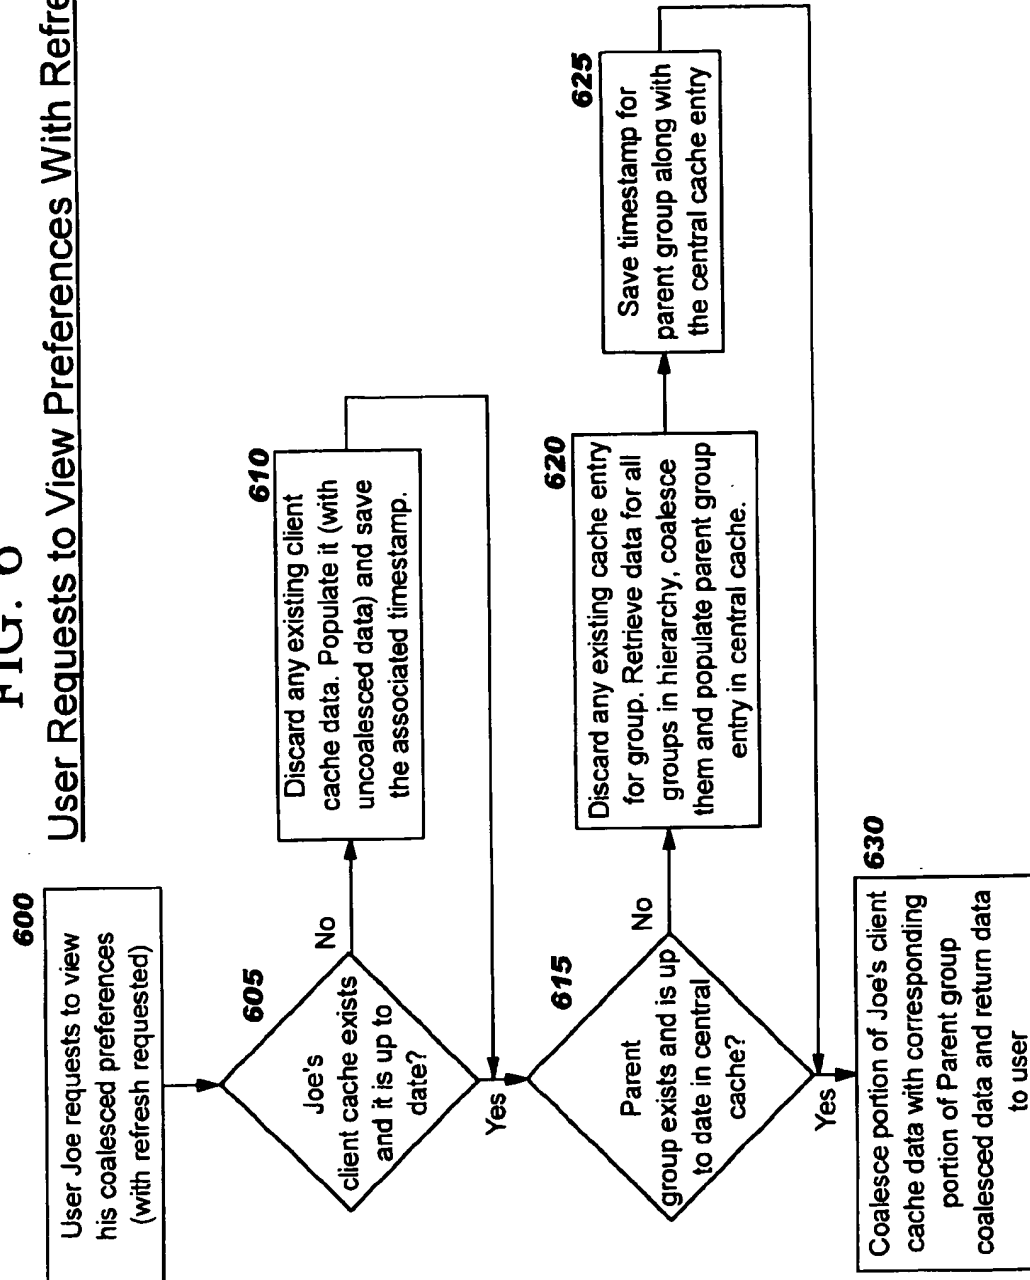 FIG. 6
User Requests to View Preferences With Refre
600
User Joe requests to view
his coalesced preferences
(with refresh requested)
605
Joe's
client cache exists
and it is up to
date?
No
Yes
610
Discard any existing client
cache data. Populate it (with
uncoalesced data) and save
the associated timestamp.
615
Parent
group exists and is up
to date in central
cache?
No
Yes
620
Discard any existing cache entry
for group. Retrieve data for all
groups in hierarchy, coalesce
them and populate parent group
entry in central cache.
625
Save timestamp for
parent group along with
the central cache entry
630
Coalesce portion of Joe's client
cache data with corresponding
portion of Parent group
coalesced data and return data
to user